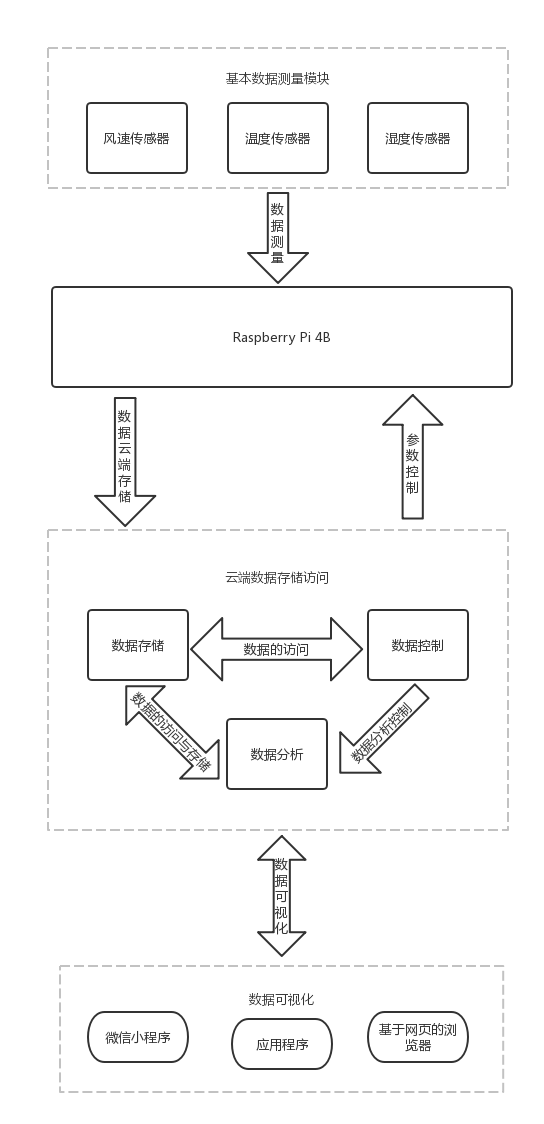 基本数据测量模块
风速传感器
温度传感器
湿度传感器
数据测量
Raspberry Pi 4B
数据云端存储
参数控制
云端数据存储访问
数据存储
数据的访问
数据控制
数据的访问与存储
数据分析
数据分析控制
数据可视化
数据可视化
微信小程序
应用程序
基于网页的浏
览器